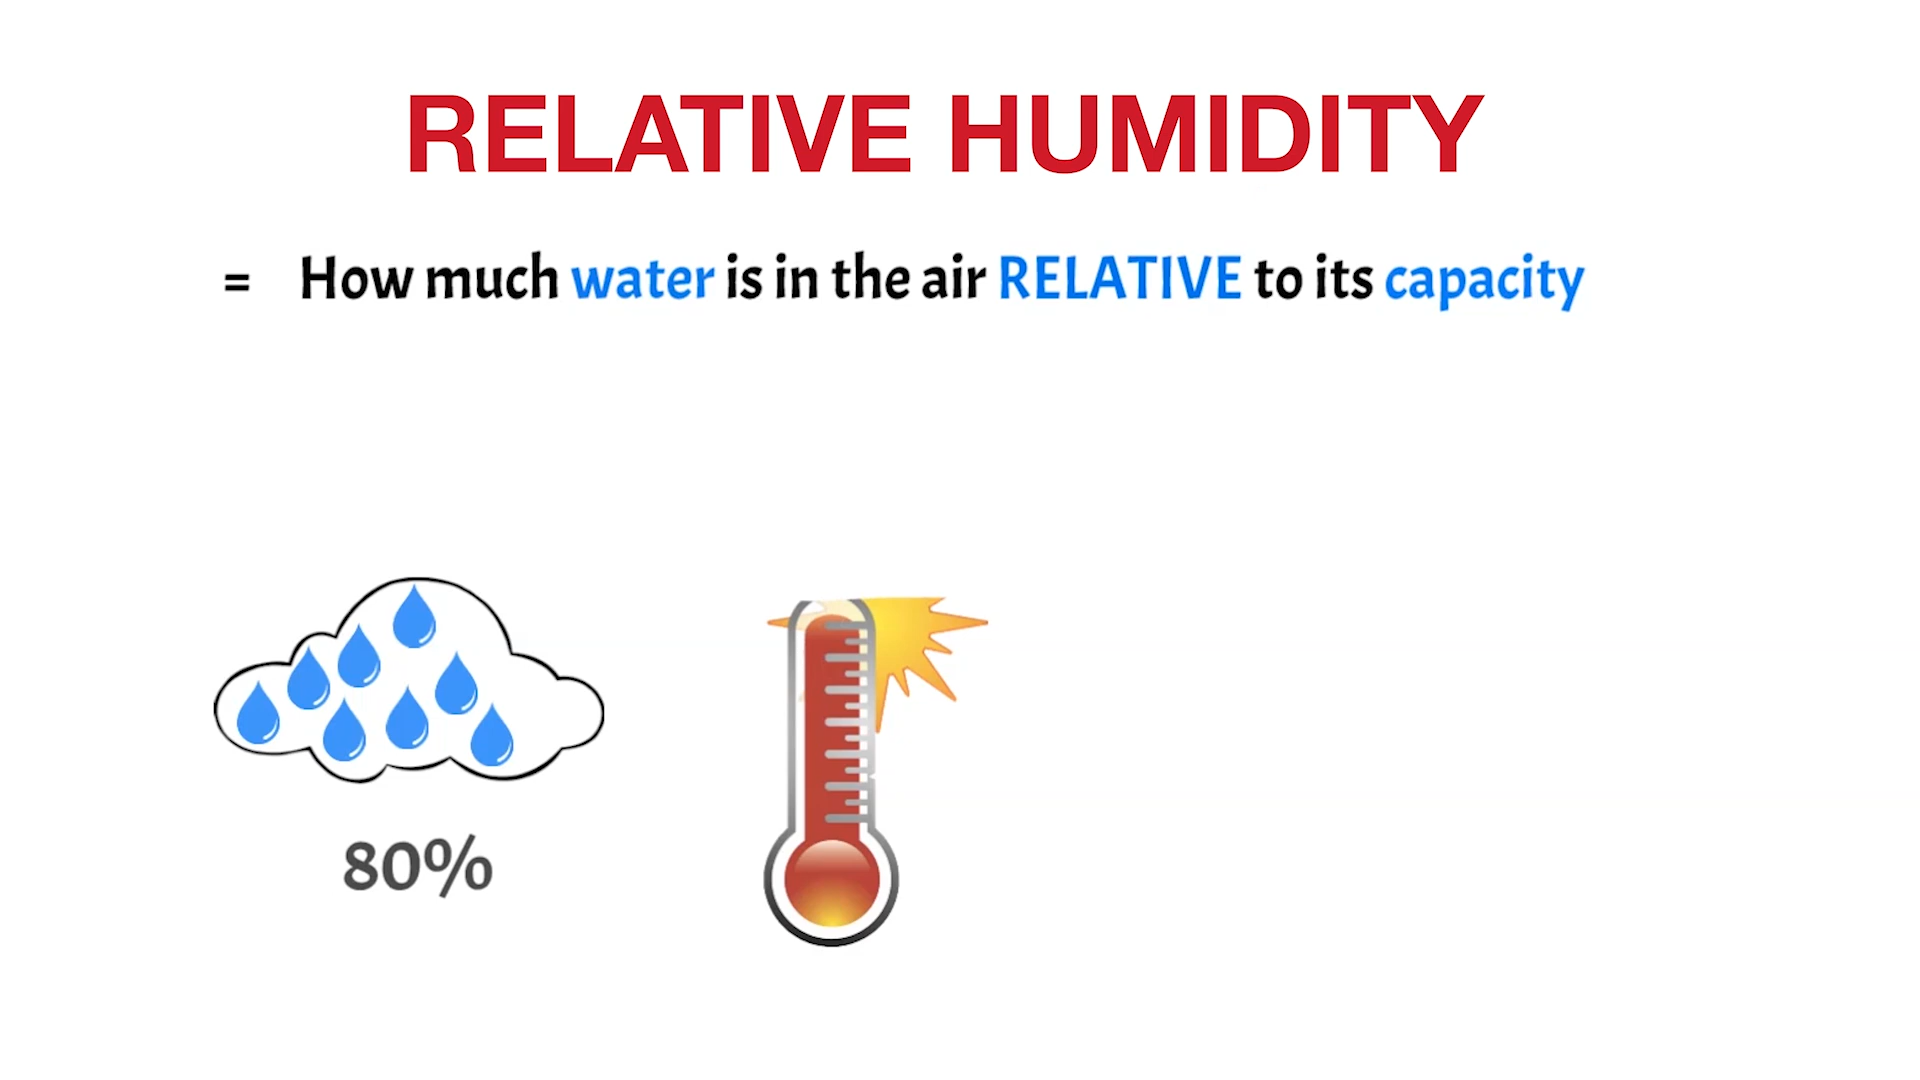 RELATIVE HUMIDITY
= How much water is in the air RELATIVE to its capacity
80%